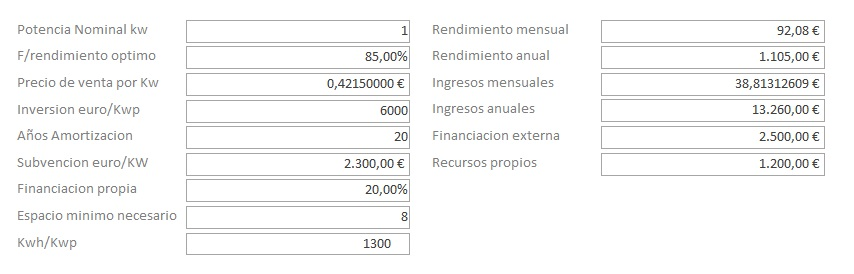 Potencia Nominal kw 1 Rendimiento mensual 92,08 €
F/rendimiento optimo 85,00% Rendimiento anual 1.105,00 €
Precio de venta por Kw 0,42150000 € Ingresos mensuales 38,81312609 €
Inversion euro/Kwp 6000 Ingresos anuales 13.260,00 €
Años Amortizacion 20 Financiacion externa 2.500,00 €
Subvencion euro/KW 2.300,00 € Recursos propios 1.200,00 €
Financiacion propia 20,00%
Espacio minimo necesario 8
Kwh/Kwp 1300